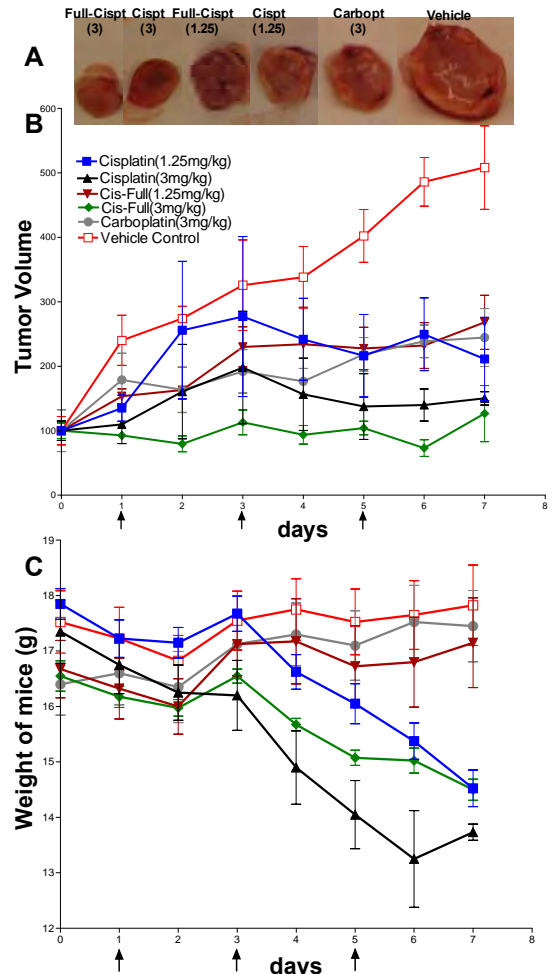 Full-Cispt Cispt Full-Cispt Cispt Carbopt Vehicle
(3) (3) (1.25) (1.25) (3)
A
B
600
500
400
300
200
100
0
Tumor Volume
Cisplatin(1.25mg/kg)
Cisplatin(3mg/kg)
Cis-Full(1.25mg/kg)
Cis-Full(3mg/kg)
Carboplatin(3mg/kg)
Vehicle Control
0 1 2 3 4 5 6 7 8
days
C
19
18
17
16
15
14
13
12
Weight of mice (g)
0 1 2 3 4 5 6 7 8
days